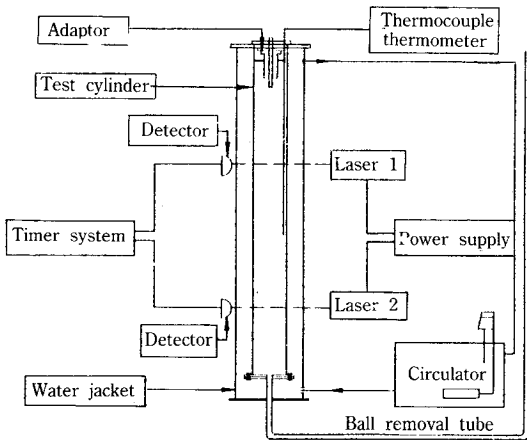 Adaptor
Thermocouple
thermometer
Test cylinder
Detector
Laser 1
Timer system
Power supply
Laser 2
Detector
Circulator
Water jacket
Ball removal tube